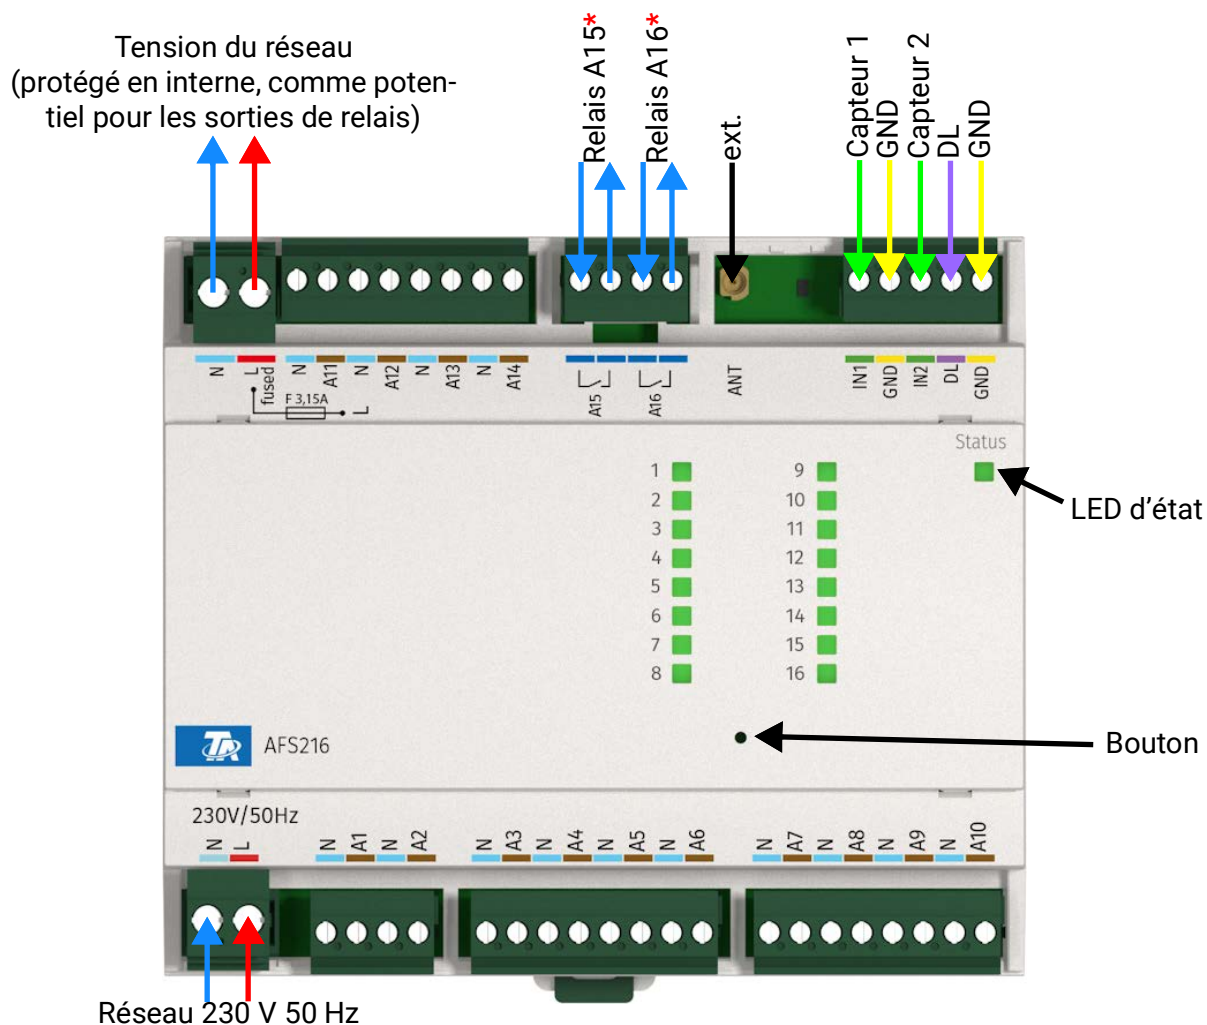 Tension du réseau
(protégé en interne, comme poten-
tiel pour les sorties de relais)
Relais A15*
Relais A16*
ext.
Capteur 1
GND
Capteur 2
DL
GND
N
L
fused
N
A11
N
A12
N
A13
N
A14
F 3,15A
L
A15
A16
ANT
IN1
GND
IN2
DL
GND
Status
LED d’état
1
2
3
4
5
6
7
8
9
10
11
12
13
14
15
16
TA
AFS216
Bouton
230V/50Hz
N
L
N
A1
N
A2
N
A3
N
A4
N
A5
N
A6
N
A7
N
A8
N
A9
N
A10
Réseau 230 V 50 Hz